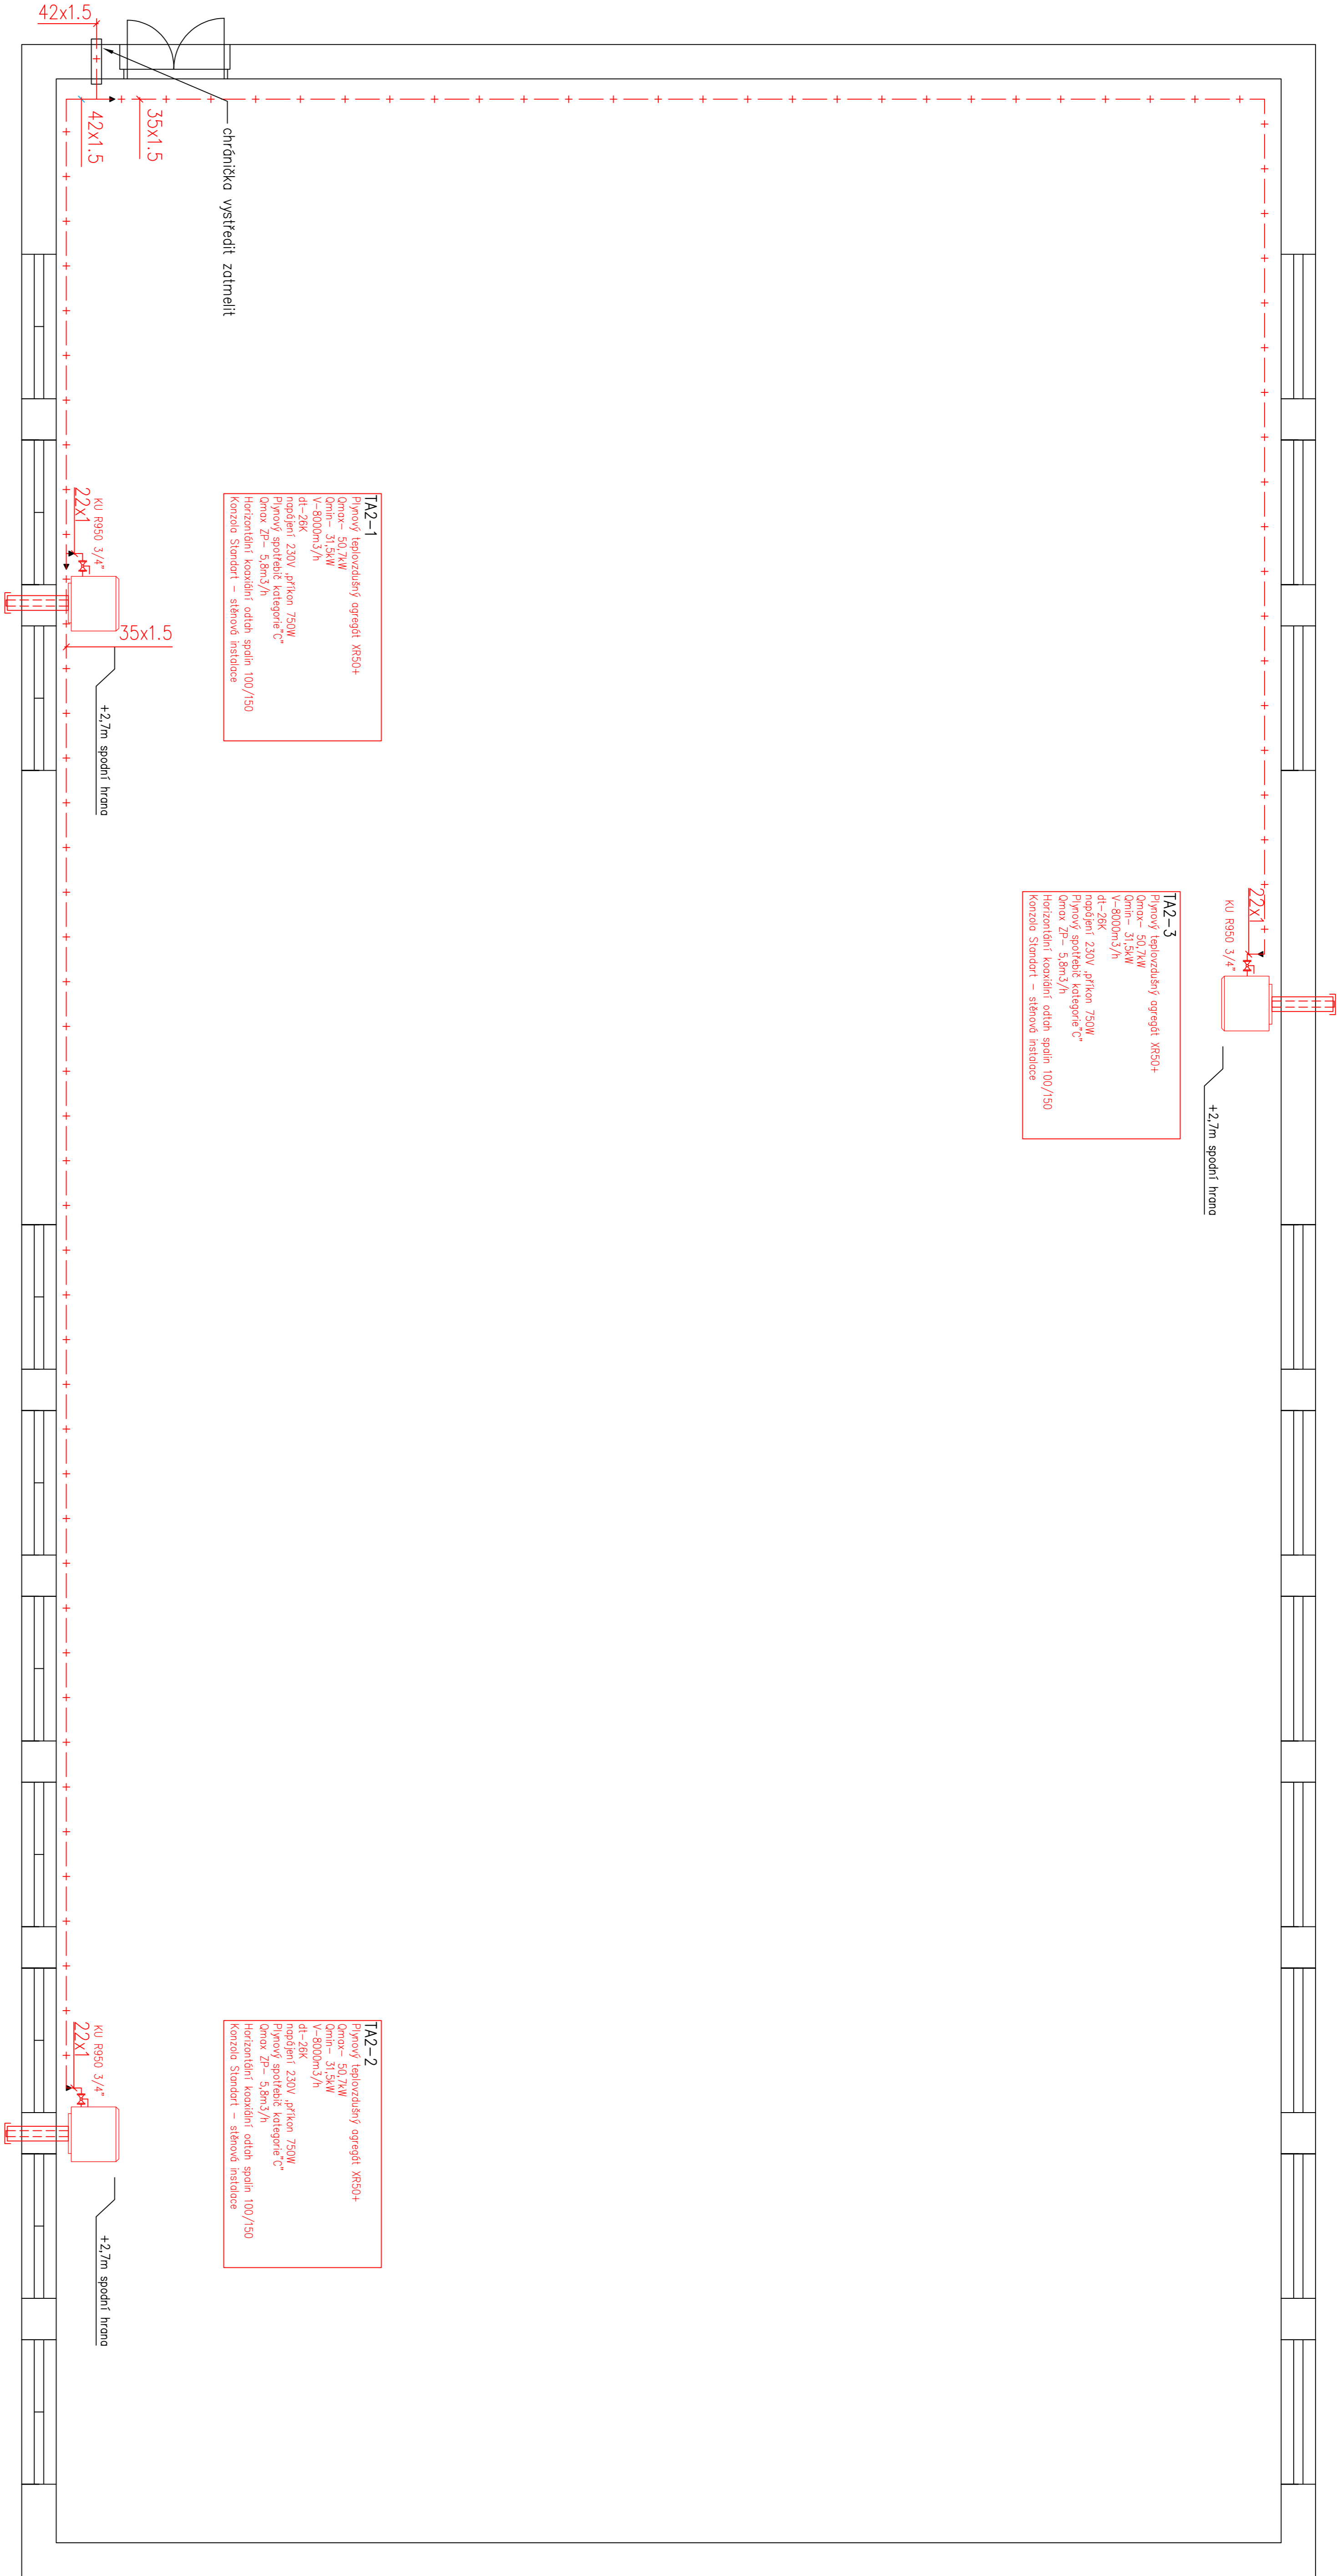 42x1.5
42x1.5
35x1.5
chránička vystředit zatmelit
TA2-1
Plynový teplovzdušný agregát XR50+
Qmax- 50,7kW
Qmin- 31,5kW
V-8000m3/h
dt-26K
napájení 230V ,příkon 750W
Plynový spotřebič kategorie"C"
Qmax ZP- 5,8m3/h
Horizontální koaxiální odtah spalin 100/150
Konzola Standart - stěnová instalace
KU R950 3/4"
22x1
35x1.5
+2,7m spodní hrana
TA2-3
Plynový teplovzdušný agregát XR50+
Qmax- 50,7kW
Qmin- 31,5kW
V-8000m3/h
dt-26K
napájení 230V ,příkon 750W
Plynový spotřebič kategorie"C"
Qmax ZP- 5,8m3/h
Horizontální koaxiální odtah spalin 100/150
Konzola Standart - stěnová instalace
22x1
KU R950 3/4"
+2,7m spodní hrana
TA2-2
Plynový teplovzdušný agregát XR50+
Qmax- 50,7kW
Qmin- 31,5kW
V-8000m3/h
dt-26K
napájení 230V ,příkon 750W
Plynový spotřebič kategorie"C"
Qmax ZP- 5,8m3/h
Horizontální koaxiální odtah spalin 100/150
Konzola Standart - stěnová instalace
KU R950 3/4"
22x1
+2,7m spodní hrana